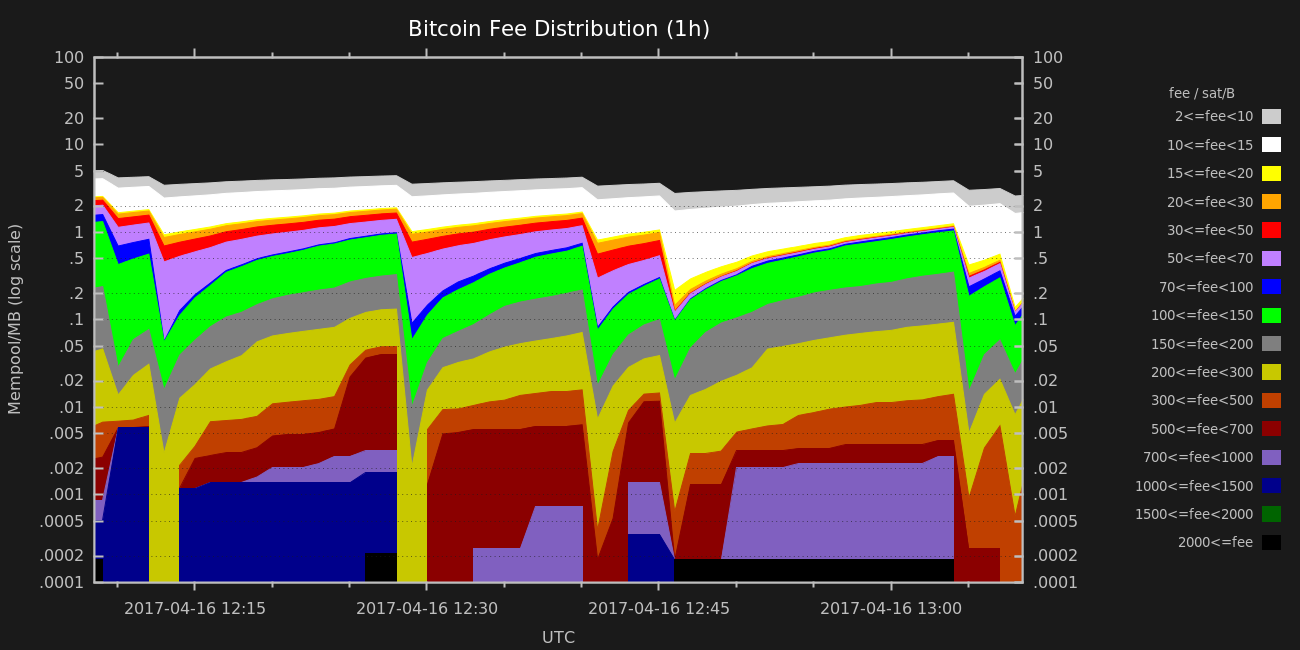 Bitcoin Fee Distribution (1h)
Mempool/MB (log scale)
100
50
20
10
5
2
1
.5
.2
.1
.05
.02
.01
.005
.002
.001
.0005
.0002
.0001
100
50
20
10
5
2
1
.5
.2
.1
.05
.02
.01
.005
.002
.001
.0005
.0002
.0001
2017-04-16 12:15
2017-04-16 12:30
2017-04-16 12:45
2017-04-16 13:00
UTC
fee / sat/B
2<=fee<10
10<=fee<15
15<=fee<20
20<=fee<30
30<=fee<50
50<=fee<70
70<=fee<100
100<=fee<150
150<=fee<200
200<=fee<300
300<=fee<500
500<=fee<700
700<=fee<1000
1000<=fee<1500
1500<=fee<2000
2000<=fee